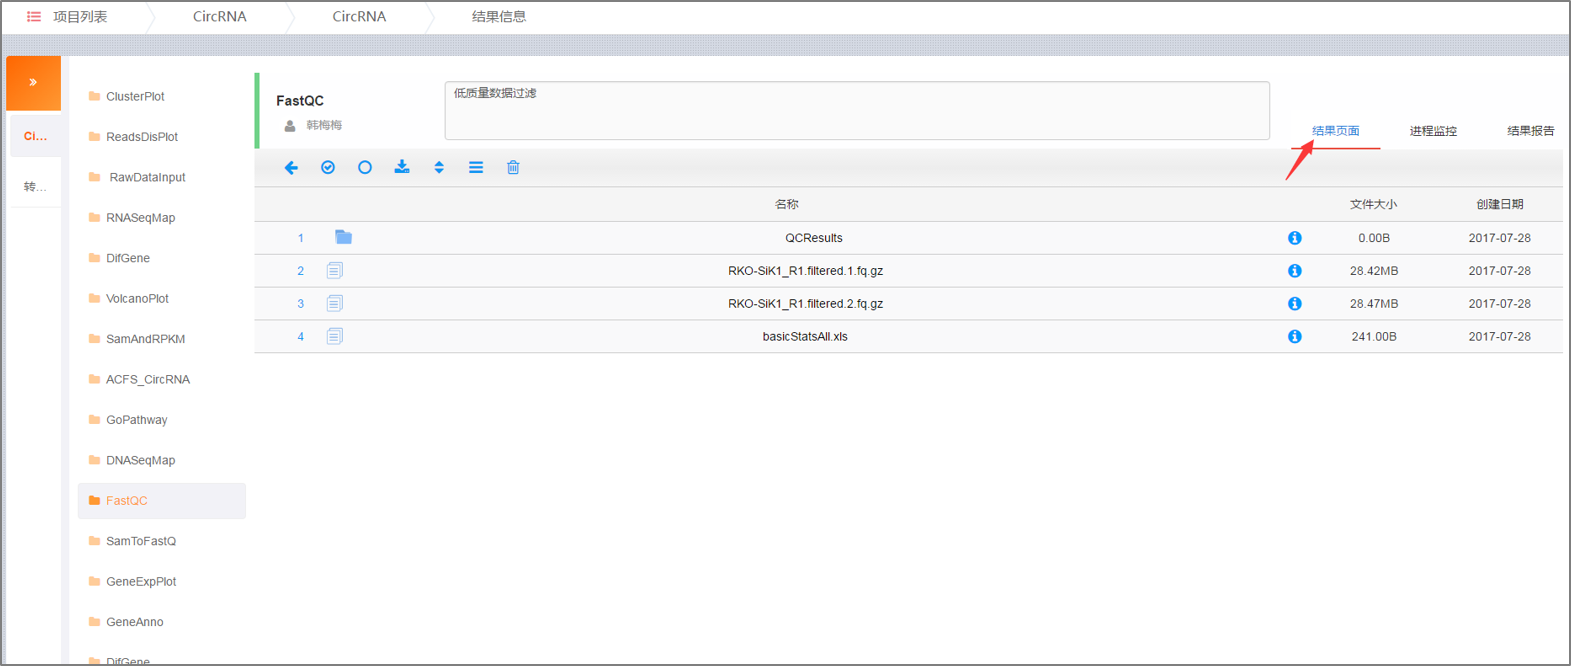 项目列表 CircRNA CircRNA 结果信息
»
Ci...
转...
ClusterPlot
ReadsDisPlot
RawDataInput
RNASeqMap
DifGene
VolcanoPlot
SamAndRPKM
ACFS_CircRNA
GoPathway
DNASeqMap
FastQC
SamToFastQ
GeneExpPlot
GeneAnno
DifGene
FastQC
韩梅梅
低质量数据过滤
结果页面 进程监控 结果报告
名称 文件大小 创建日期
1 QCResults 0.00B 2017-07-28
2 RKO-SiK1_R1.filtered.1.fq.gz 28.42MB 2017-07-28
3 RKO-SiK1_R1.filtered.2.fq.gz 28.47MB 2017-07-28
4 basicStatsAll.xls 241.00B 2017-07-28